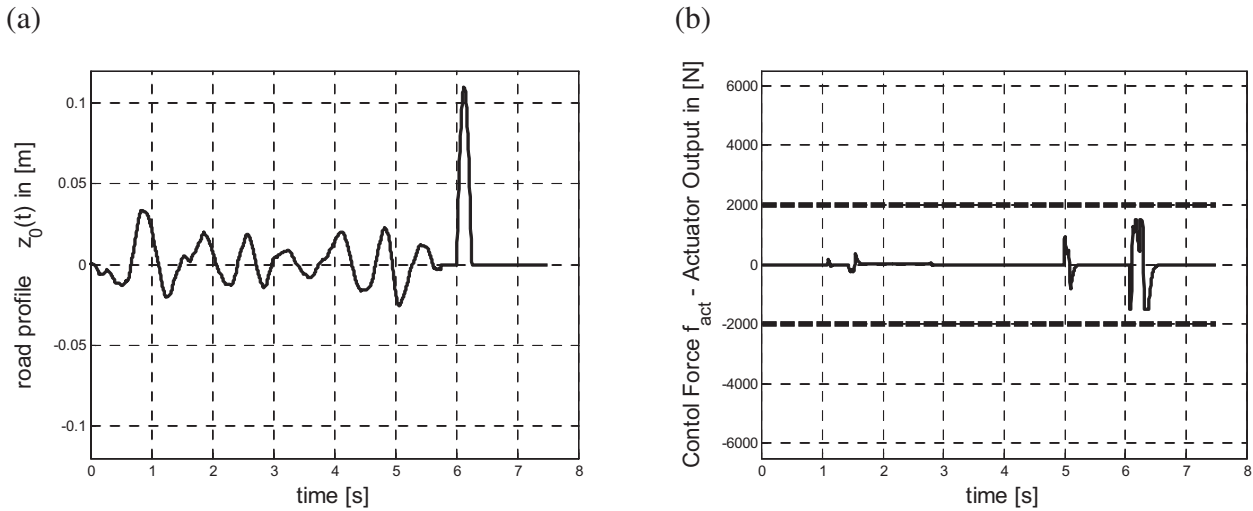 (a)
0.1
0.05
0
-0.05
-0.1
road profile z0(t) in [m]
0 1 2 3 4 5 6 7 8
time [s]
(b)
6000
4000
2000
0
-2000
-4000
-6000
Contol Force fact - Actuator Output in [N]
0 1 2 3 4 5 6 7 8
time [s]